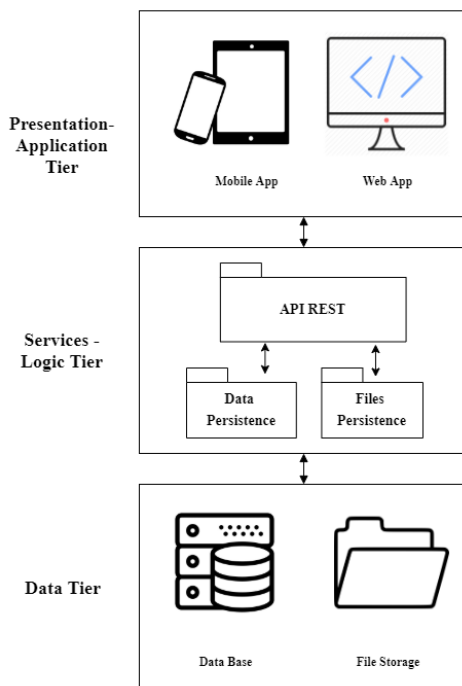 Presentation-
Application
Tier
Mobile App
Web App
Services -
Logic Tier
API REST
Data
Persistence
Files
Persistence
Data Tier
Data Base
File Storage